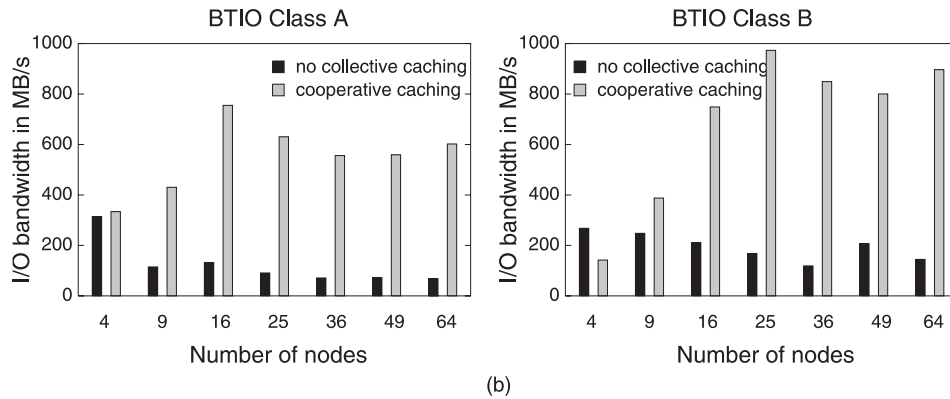 BTIO Class A
I/O bandwidth in MB/s
1000
800
600
400
200
0
no collective caching
cooperative caching
4 9 16 25 36 49 64
Number of nodes
BTIO Class B
I/O bandwidth in MB/s
1000
800
600
400
200
0
no collective caching
cooperative caching
4 9 16 25 36 49 64
Number of nodes
(b)